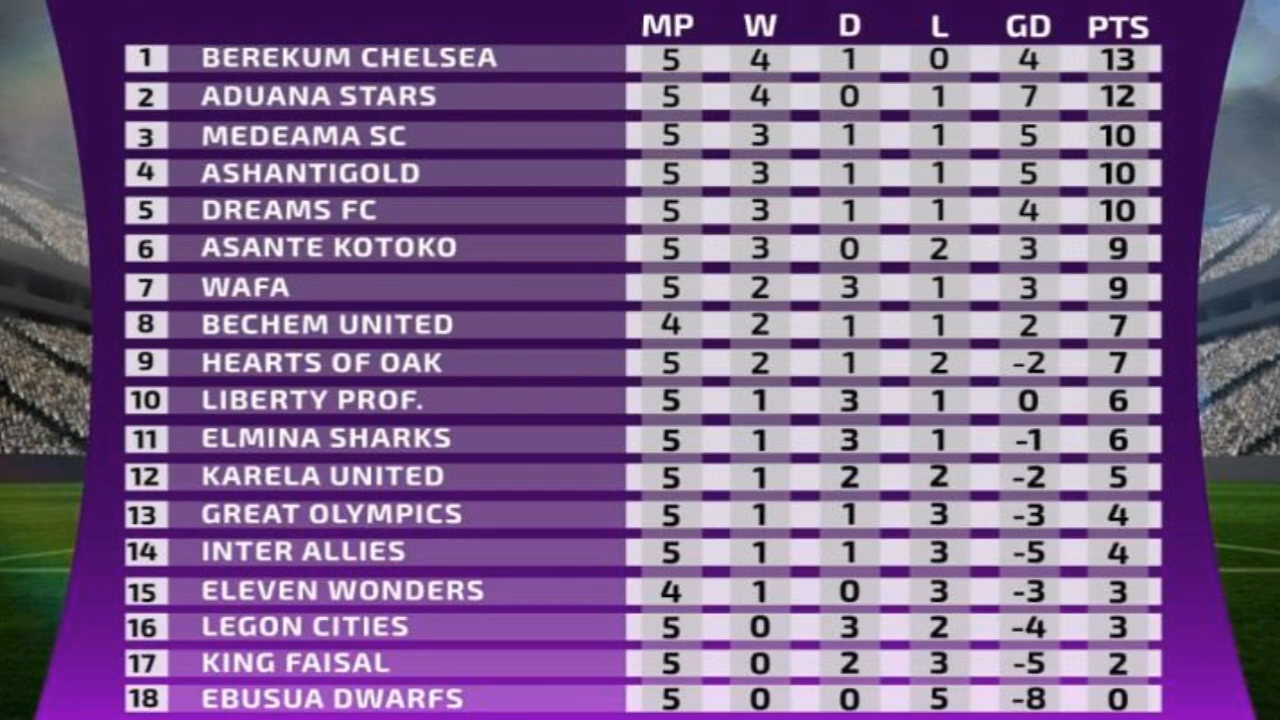 MP W D L GD PTS
1 BEREKUM CHELSEA 5 4 1 0 4 13
2 ADUANA STARS 5 4 0 1 7 12
3 MEDEAMA SC 5 3 1 1 5 10
4 ASHANTIGOLD 5 3 1 1 5 10
5 DREAMS FC 5 3 1 1 4 10
6 ASANTE KOTOKO 5 3 0 2 3 9
7 WAFA 5 2 3 1 3 9
8 BECHEM UNITED 4 2 1 1 2 7
9 HEARTS OF OAK 5 2 1 2 -2 7
10 LIBERTY PROF. 5 1 3 1 0 6
11 ELMINA SHARKS 5 1 3 1 -1 6
12 KARELA UNITED 5 1 2 2 -2 5
13 GREAT OLYMPICS 5 1 1 3 -3 4
14 INTER ALLIES 5 1 1 3 -5 4
15 ELEVEN WONDERS 4 1 0 3 -3 3
16 LEGON CITIES 5 0 3 2 -4 3
17 KING FAISAL 5 0 2 3 -5 2
18 EBUSUA DWARFS 5 0 0 5 -8 0